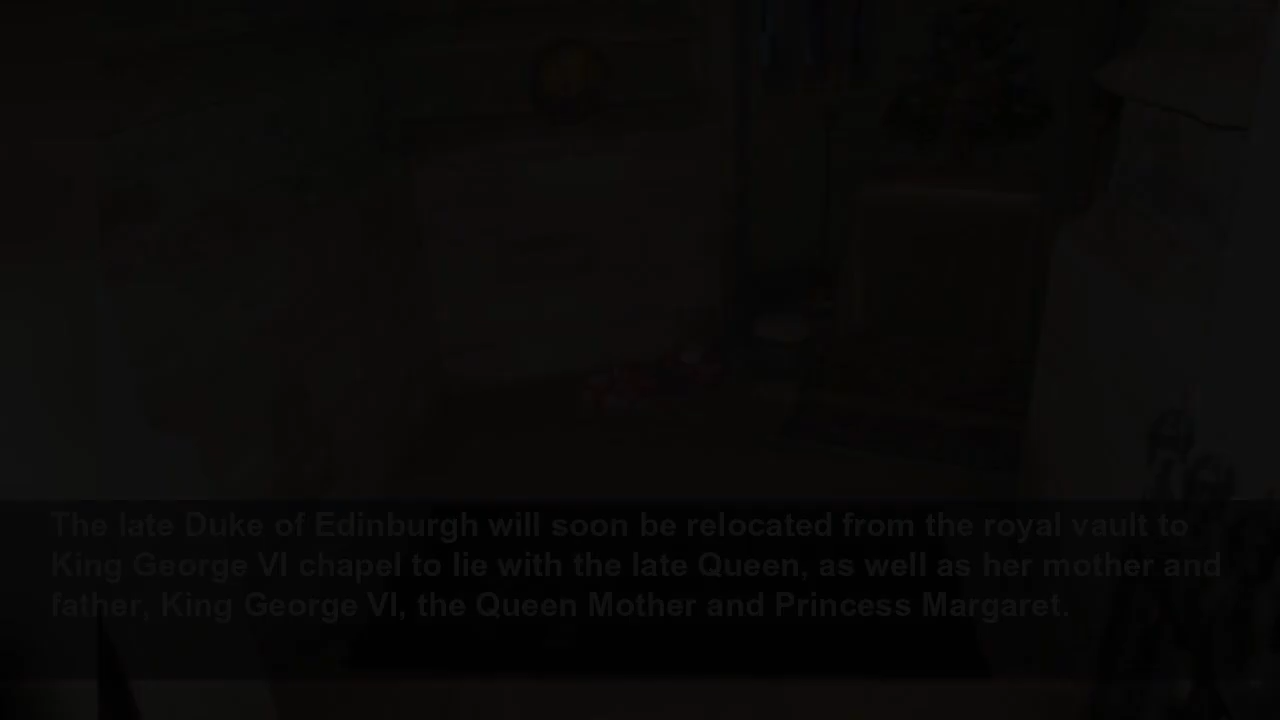 The late Duke of Edinburgh will soon be relocated from the royal vault to
King George VI chapel to lie with the late Queen, as well as her mother and
father, King George VI, the Queen Mother and Princess Margaret.